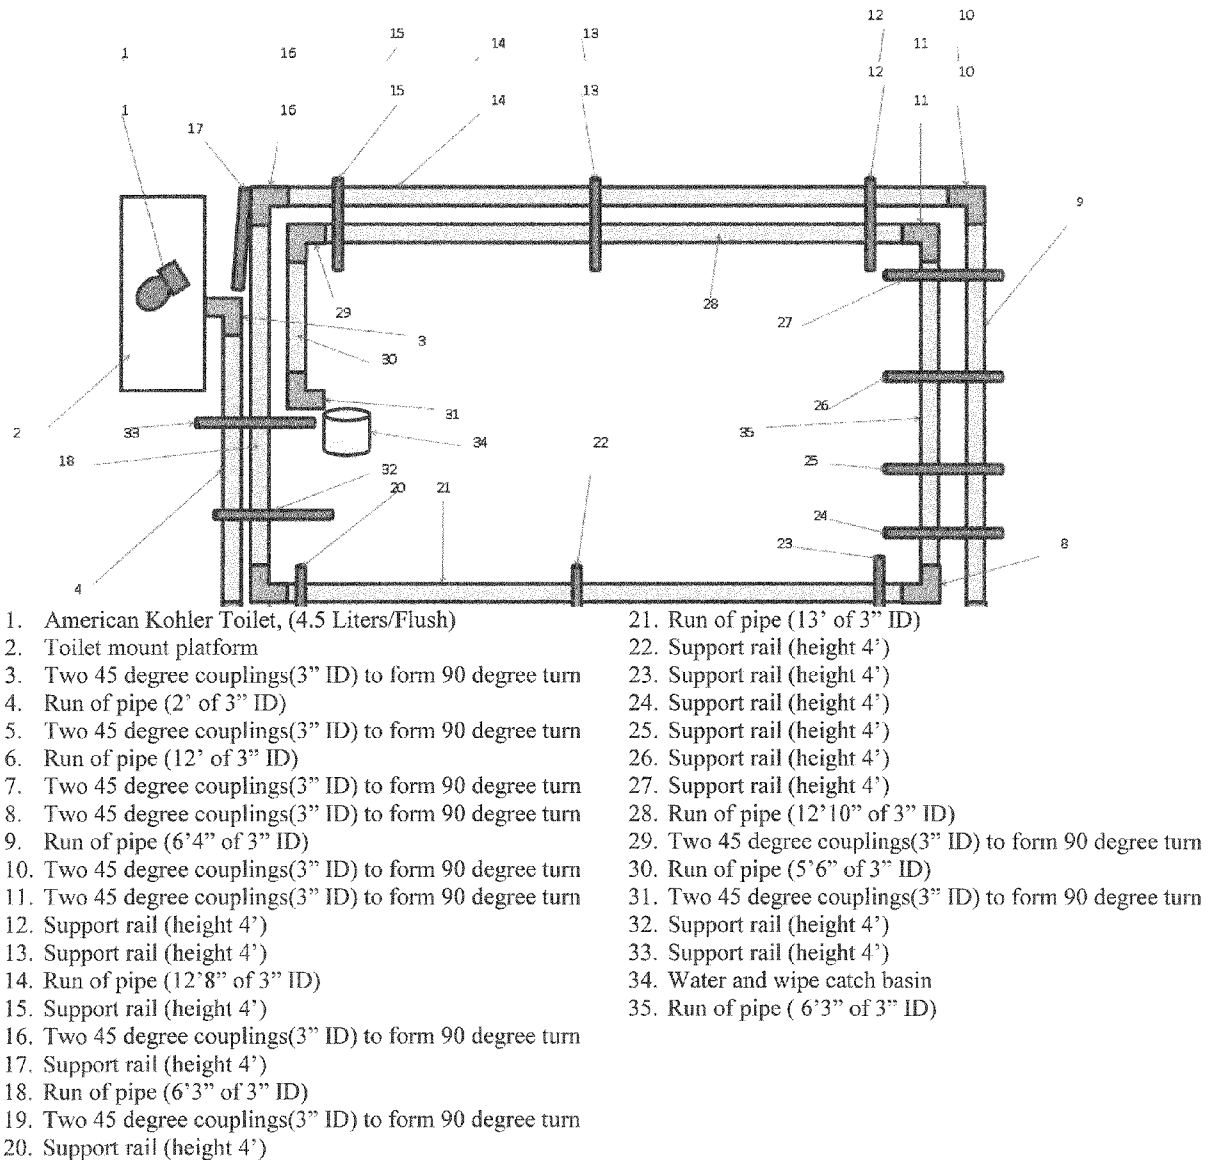 12 10
15 14 13 11
1 16
12 10
15 14 13 11
1 16
17
9
29 28
27
3
30
31 26
2 33 34 22 35
18 32 25
20 21
24
23 8
4
1. American Kohler Toilet, (4.5 Liters/Flush)
2. Toilet mount platform
3. Two 45 degree couplings(3” ID) to form 90 degree turn
4. Run of pipe (2’ of 3” ID)
5. Two 45 degree couplings(3” ID) to form 90 degree turn
6. Run of pipe (12’ of 3” ID)
7. Two 45 degree couplings(3” ID) to form 90 degree turn
8. Two 45 degree couplings(3” ID) to form 90 degree turn
9. Run of pipe (6’4” of 3” ID)
10. Two 45 degree couplings(3” ID) to form 90 degree turn
11. Two 45 degree couplings(3” ID) to form 90 degree turn
12. Support rail (height 4’)
13. Support rail (height 4’)
14. Run of pipe (12’8” of 3” ID)
15. Support rail (height 4’)
16. Two 45 degree couplings(3” ID) to form 90 degree turn
17. Support rail (height 4’)
18. Run of pipe (6’3” of 3” ID)
19. Two 45 degree couplings(3” ID) to form 90 degree turn
20. Support rail (height 4’)
21. Run of pipe (13’ of 3” ID)
22. Support rail (height 4’)
23. Support rail (height 4’)
24. Support rail (height 4’)
25. Support rail (height 4’)
26. Support rail (height 4’)
27. Support rail (height 4’)
28. Run of pipe (12’10” of 3” ID)
29. Two 45 degree couplings(3” ID) to form 90 degree turn
30. Run of pipe (5’6” of 3” ID)
31. Two 45 degree couplings(3” ID) to form 90 degree turn
32. Support rail (height 4’)
33. Support rail (height 4’)
34. Water and wipe catch basin
35. Run of pipe ( 6’3” of 3” ID)